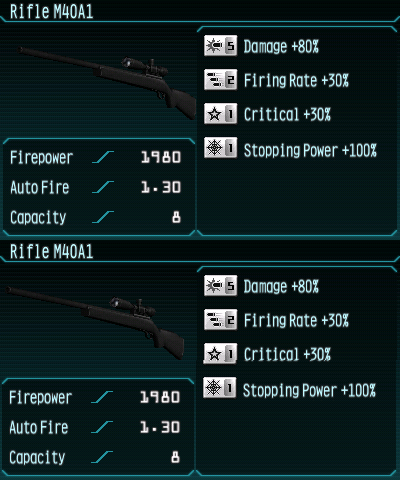 Rifle M40A1
5 Damage +80%
2 Firing Rate +30%
1 Critical +30%
1 Stopping Power +100%
Firepower 1980
Auto Fire 1.30
Capacity 8
Rifle M40A1
5 Damage +80%
2 Firing Rate +30%
1 Critical +30%
1 Stopping Power +100%
Firepower 1980
Auto Fire 1.30
Capacity 8